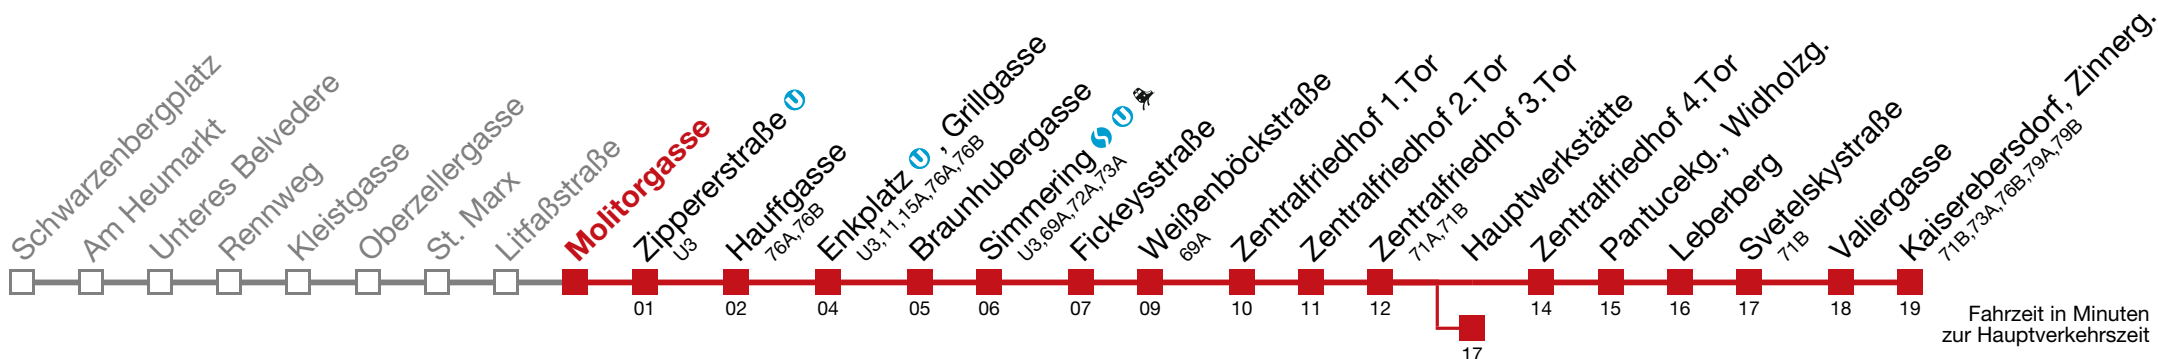 Schwarzenbergplatz
Am Heumarkt
Unteres Belvedere
Rennweg
Kleistgasse
Oberzellergasse
St. Marx
Litfaßstraße
Molitorgasse
Zippererstraße U
U3
Hauffgasse
76A,76B
Enkplatz U , Grillgasse
U3,11,15A,76A,76B
Braunhubergasse
Simmering S U
U3,69A,72A,73A
Fickeysstraße
Weißenböckstraße
69A
Zentralfriedhof 1.Tor
Zentralfriedhof 2.Tor
Zentralfriedhof 3.Tor
71A,71B
Hauptwerkstätte
Zentralfriedhof 4.Tor
Pantucekg., Widholzg.
Leberberg
Svetelskystraße
71B
Valiergasse
Kaiserebersdorf, Zinnerg.
71B,73A,76B,79A,79B
01 02 04 05 06 07 09 10 11 12 14 15 16 17 18 19
17
Fahrzeit in Minuten
zur Hauptverkehrszeit